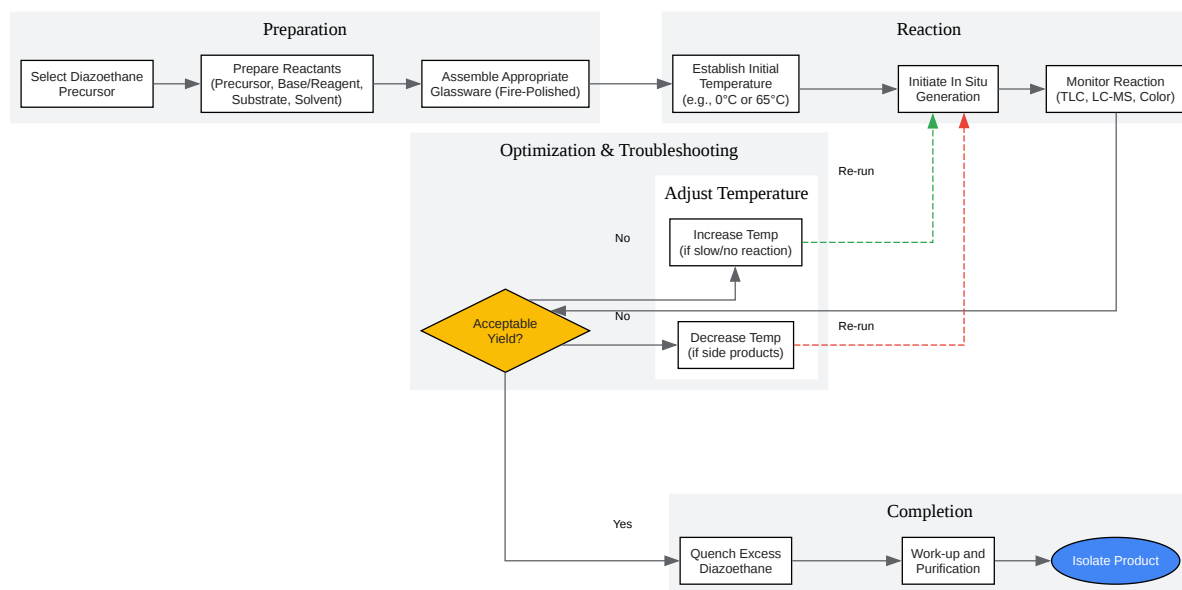 Preparation
Select Diazoethane
Precursor
Prepare Reactants
(Precursor, Base/Reagent,
Substrate, Solvent)
Assemble Appropriate
Glassware (Fire-Polished)
Reaction
Establish Initial
Temperature
(e.g., 0°C or 65°C)
Initiate In Situ
Generation
Monitor Reaction
(TLC, LC-MS, Color)
Optimization & Troubleshooting
Adjust Temperature
Re-run
No
Increase Temp
(if slow/no reaction)
Acceptable
Yield?
No
Decrease Temp
(if side products)
Re-run
Yes
Completion
Quench Excess
Diazoethane
Work-up and
Purification
Isolate Product